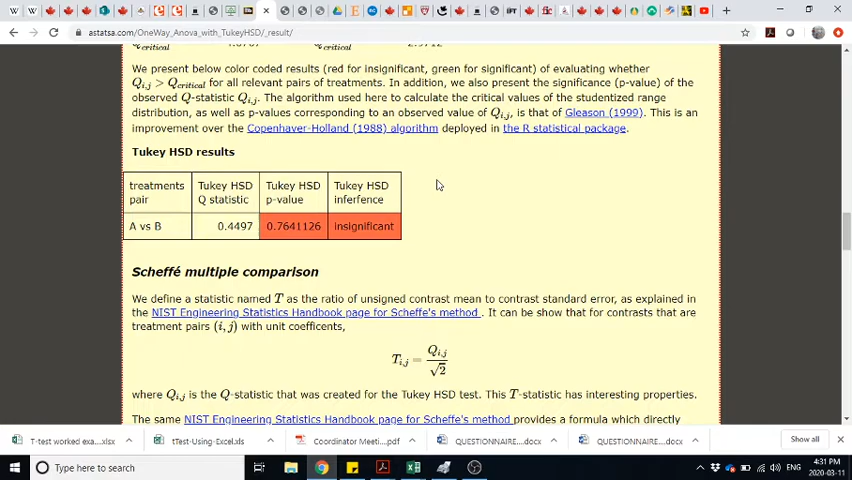 astatsa.com/OneWay_Anova_with_TukeyHSD/_result/
We present below color coded results (red for insignificant, green for significant) of evaluating whether
Qi,j > Qcritical for all relevant pairs of treatments. In addition, we also present the significance (p-value) of the
observed Q-statistic Qi,j. The algorithm used here to calculate the critical values of the studentized range
distribution, as well as p-values corresponding to an observed value of Qi,j, is that of Gleason (1999). This is an
improvement over the Copenhaver-Holland (1988) algorithm deployed in the R statistical package.
Tukey HSD results
treatments pair Tukey HSD Q statistic Tukey HSD p-value Tukey HSD inferfence
A vs B 0.4497 0.7641126 insignificant
Scheffé multiple comparison
We define a statistic named T as the ratio of unsigned contrast mean to contrast standard error, as explained in
the NIST Engineering Statistics Handbook page for Scheffe's method . It can be show that for contrasts that are
treatment pairs (i, j) with unit coefficents,
Ti,j = Qi,j / √2
where Qi,j is the Q-statistic that was created for the Tukey HSD test. This T-statistic has interesting properties.
The same NIST Engineering Statistics Handbook page for Scheffe's method provides a formula which directly
T-test worked exa....xlsx tTest-Using-Excel.xls Coordinator Meeti....pdf QUESTIONNAIRE....docx QUESTIONNAIRE....docx Show all
Type here to search
ENG
4:31 PM
2020-03-11